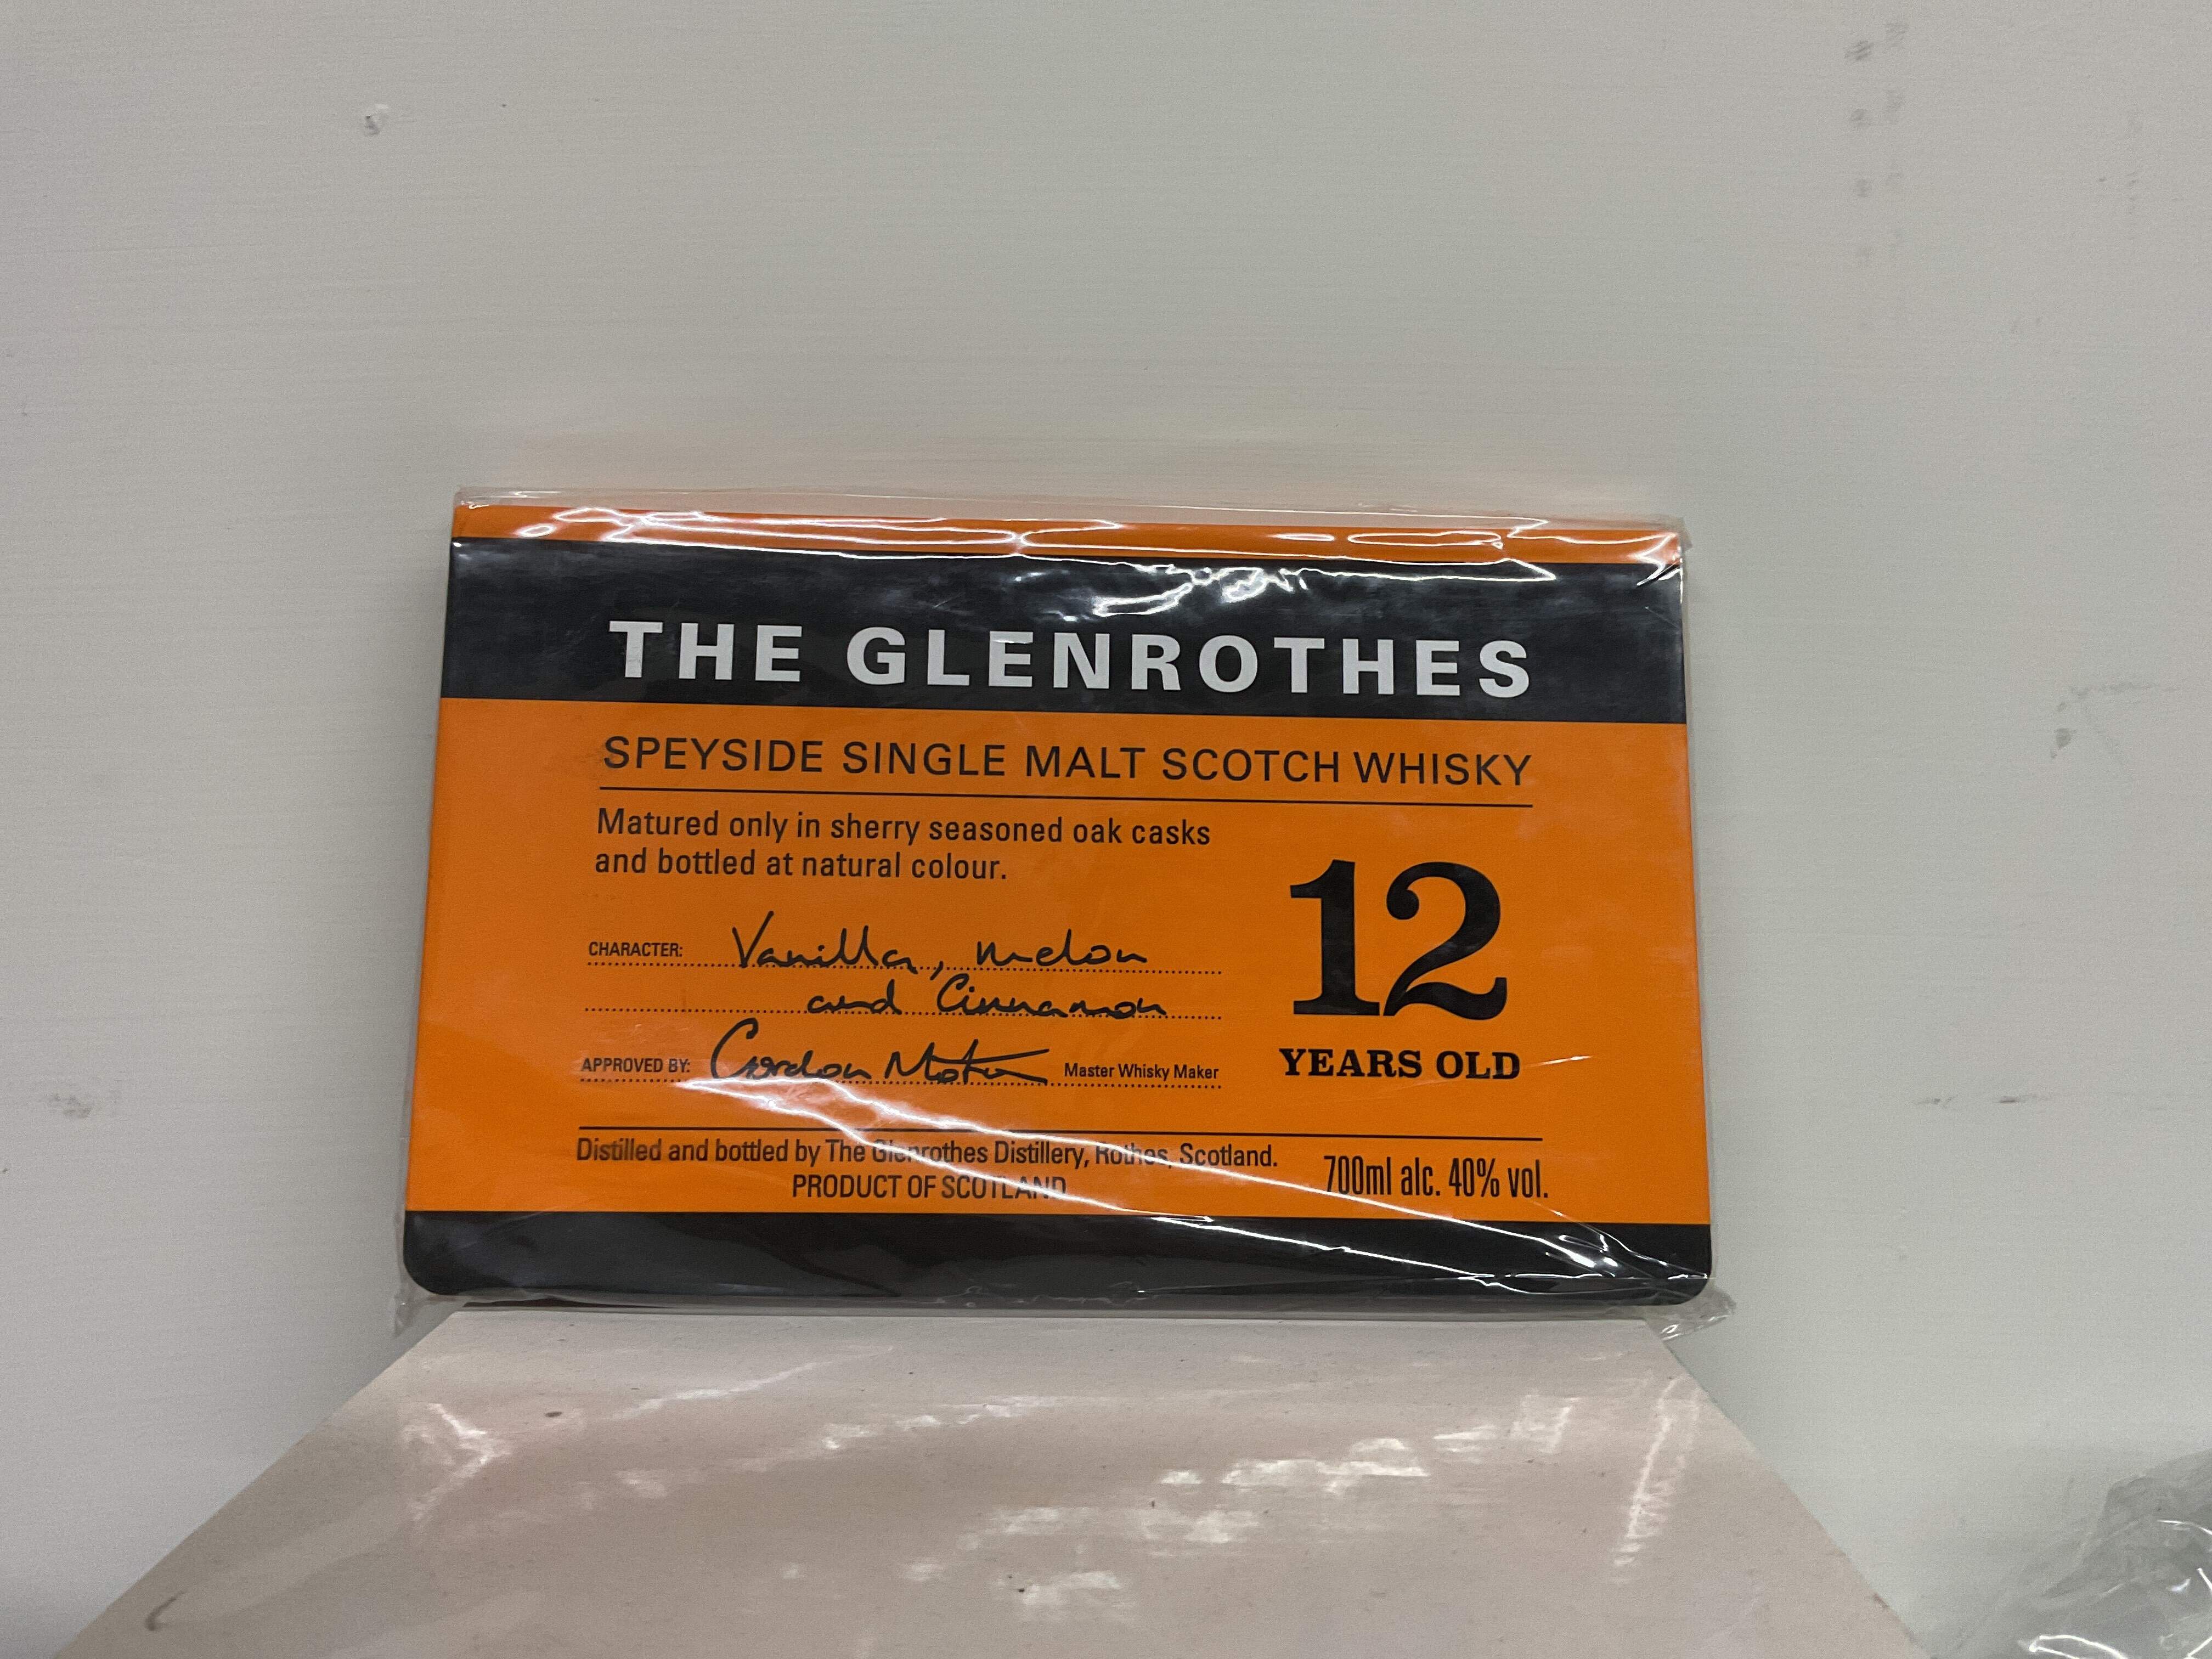 THE GLENROTHES
SPEYSIDE SINGLE MALT SCOTCH WHISKY
Matured only in sherry seasoned oak casks
and bottled at natural colour.
CHARACTER: Vanilla, melon
and Cinnamon
APPROVED BY: Gordon Motion Master Whisky Maker
12
YEARS OLD
Distilled and bottled by The Glenrothes Distillery, Rothes, Scotland.
PRODUCT OF SCOTLAND
700ml alc. 40% vol.